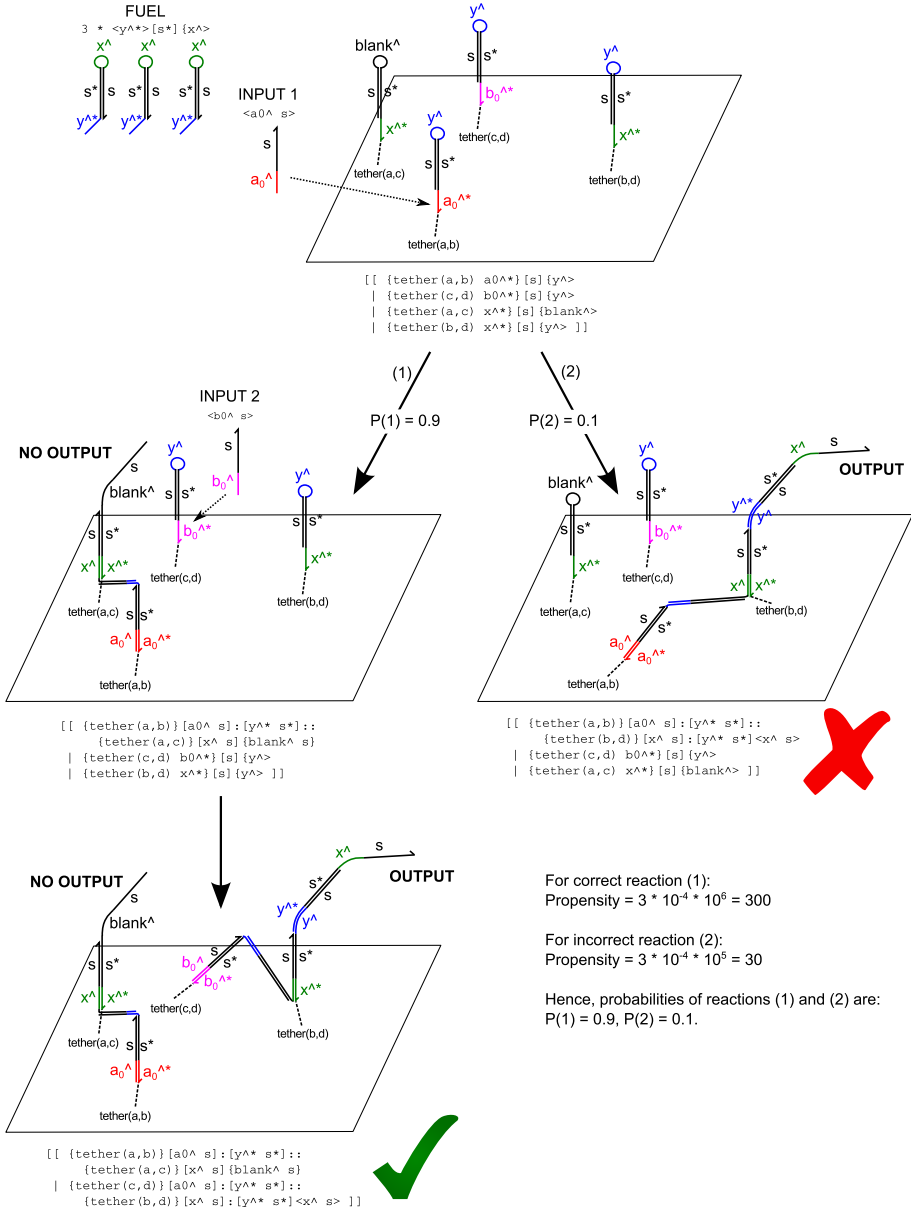 FUEL
3 * <y^*>[s*]{x^>
x^ x^ x^
s* s s* s s* s
y^* y^* y^*
INPUT 1
<a0^ s>
s
a₀^
blank^
s s*
x^*
tether(a,c)
y^
s s*
b₀^*
tether(c,d)
y^
s s*
a₀^*
tether(a,b)
y^
s s*
x^*
tether(b,d)
[[ {tether(a,b) a0^*}[s]{y^>
| {tether(c,d) b0^*}[s]{y^>
| {tether(a,c) x^*}[s]{blank^>
| {tether(b,d) x^*}[s]{y^> ]]
(1)
P(1) = 0.9
(2)
P(2) = 0.1
INPUT 2
<b0^ s>
s
b₀^
NO OUTPUT
s
blank^
s s*
x^ x^*
tether(a,c)
s s*
a₀^ a₀^*
tether(a,b)
y^
s s*
b₀^*
tether(c,d)
y^
s s*
x^*
tether(b,d)
[[ {tether(a,b)}[a0^ s]:[y^* s*]::
{tether(a,c)}[x^ s]{blank^ s}
| {tether(c,d) b0^*}[s]{y^>
| {tether(b,d) x^*}[s]{y^> ]]
blank^
s s*
x^*
tether(a,c)
y^
s s*
b₀^*
tether(c,d)
x^ s
OUTPUT
s*
s
y^*
y^
s s*
x^ x^*
tether(b,d)
s
s*
a₀^
a₀^*
tether(a,b)
[[ {tether(a,b)}[a0^ s]:[y^* s*]::
{tether(b,d)}[x^ s]:[y^* s*]<x^ s>
| {tether(c,d) b0^*}[s]{y^>
| {tether(a,c) x^*}[s]{blank^> ]]
NO OUTPUT
s
blank^
s s*
x^ x^*
tether(a,c)
s s*
a₀^ a₀^*
tether(a,b)
s
s*
b₀^
b₀^*
tether(c,d)
x^ s
OUTPUT
s*
s
y^*
y^
s s*
x^*
tether(b,d)
[[ {tether(a,b)}[a0^ s]:[y^* s*]::
{tether(a,c)}[x^ s]{blank^ s}
| {tether(c,d)}[a0^ s]:[y^* s*]::
{tether(b,d)}[x^ s]:[y^* s*]<x^ s> ]]
For correct reaction (1):
Propensity = 3 * 10⁻⁴ * 10⁶ = 300
For incorrect reaction (2):
Propensity = 3 * 10⁻⁴ * 10⁵ = 30
Hence, probabilities of reactions (1) and (2) are:
P(1) = 0.9, P(2) = 0.1.